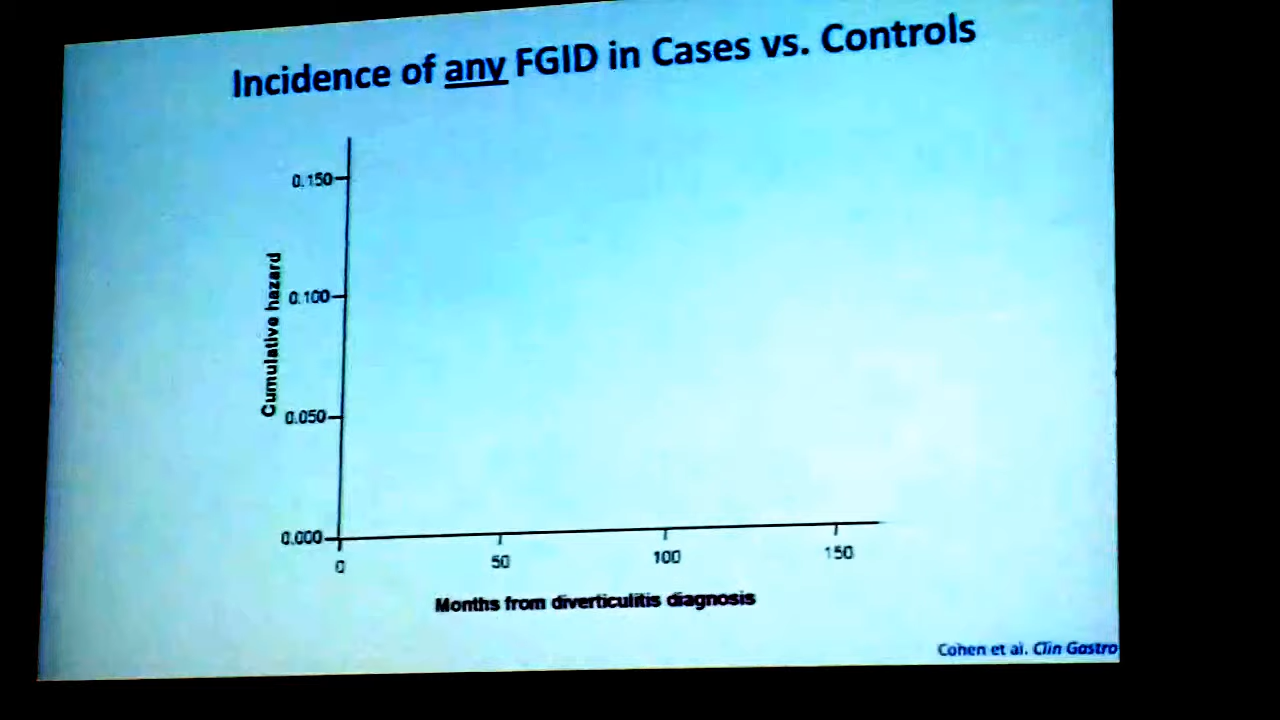 Incidence of any FGID in Cases vs. Controls
0.150
0.100
0.050
0.000
Cumulative hazard
0 50 100 150
Months from diverticulitis diagnosis
Cohen et al. Clin Gastro